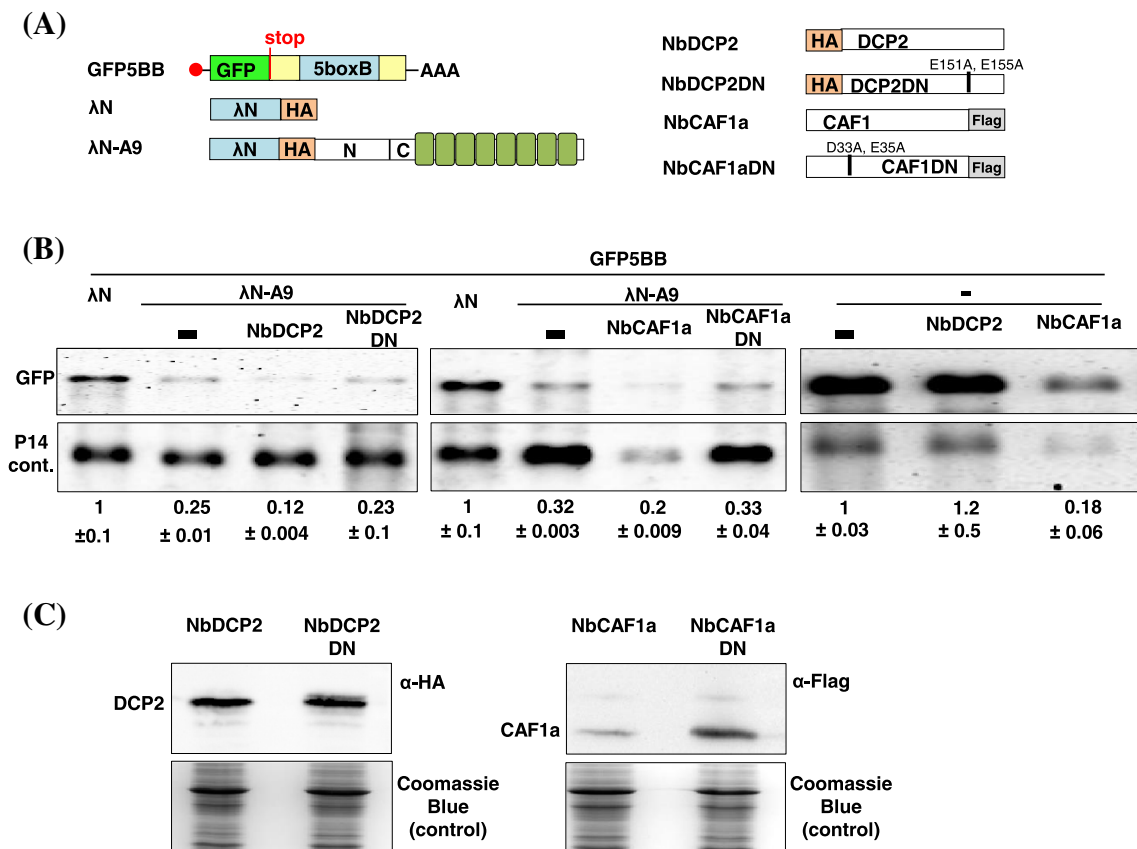 (A)
stop
GFP5BB
GFP
5boxB
AAA
λN
λN
HA
λN-A9
λN
HA
N
C
NbDCP2
HA
DCP2
E151A, E155A
NbDCP2DN
HA
DCP2DN
NbCAF1a
CAF1
Flag
D33A, E35A
NbCAF1aDN
CAF1DN
Flag
(B)
GFP5BB
λN
λN-A9
-
NbDCP2
NbDCP2
DN
λN
λN-A9
-
NbCAF1a
NbCAF1a
DN
-
-
NbDCP2
NbCAF1a
GFP
P14
cont.
1 0.25 0.12 0.23 1 0.32 0.2 0.33 1 1.2 0.18
±0.1 ± 0.01 ± 0.004 ± 0.1 ± 0.1 ± 0.003 ± 0.009 ± 0.04 ± 0.03 ± 0.5 ± 0.06
(C)
NbDCP2
NbDCP2
DN
α-HA
DCP2
Coomassie
Blue
(control)
NbCAF1a
NbCAF1a
DN
α-Flag
CAF1a
Coomassie
Blue
(control)